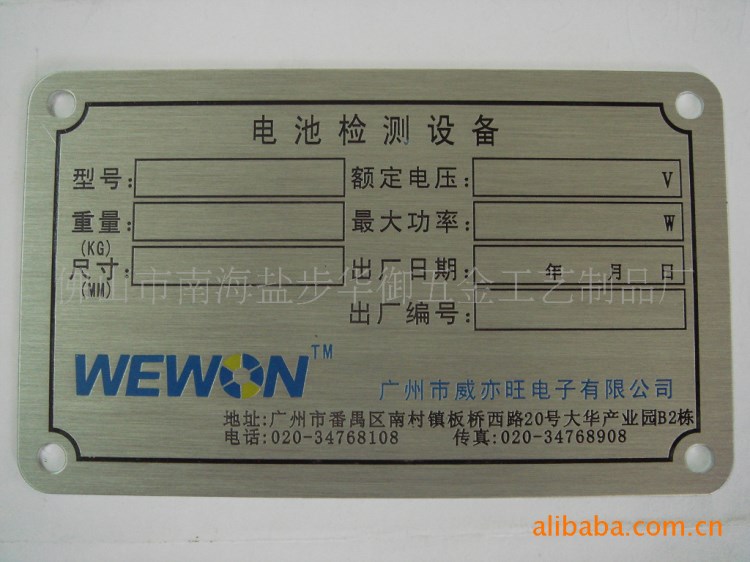 电池检测设备
型号: 额定电压: V
重量: 最大功率: W
(KG)
尺寸: 出厂日期: 年 月 日
(MM)
佛山市南海盐步华御五金工艺制品厂
出厂编号:
WEWON TM
广州市威亦旺电子有限公司
地址:广州市番禺区南村镇板桥西路20号大华产业园B2栋
电话:020-34768108 传真:020-34768908
alibaba.com.cn